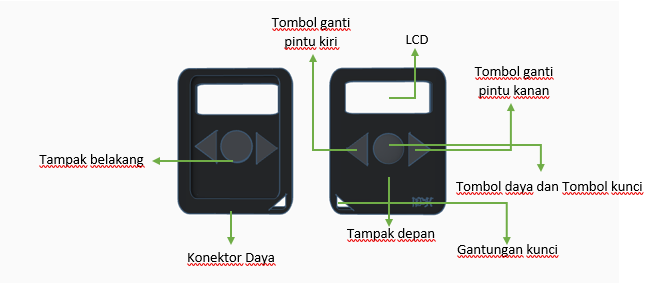 Tombol ganti
pintu kiri
LCD
Tombol ganti
pintu kanan
Tampak belakang
Tombol daya dan Tombol kunci
Tampak depan
Gantungan kunci
Konektor Daya